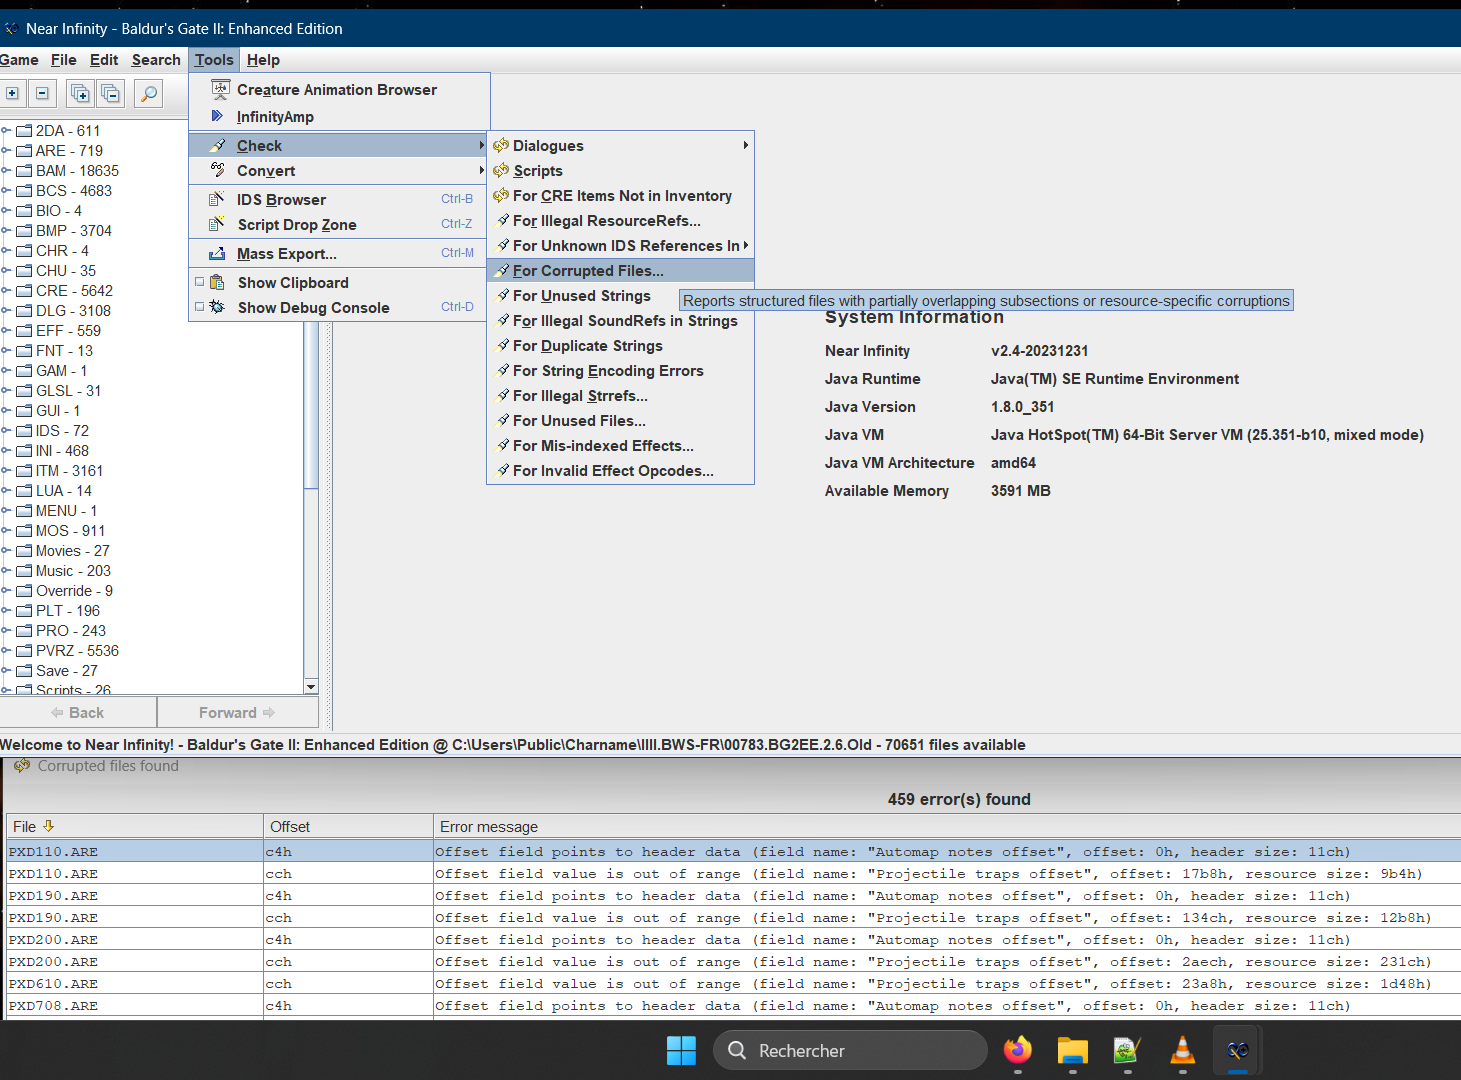 Near Infinity - Baldur's Gate II: Enhanced Edition
Game File Edit Search Tools Help
Creature Animation Browser
InfinityAmp
Check
Convert
IDS Browser Ctrl-B
Script Drop Zone Ctrl-Z
Mass Export... Ctrl-M
Show Clipboard
Show Debug Console Ctrl-D
Dialogues
Scripts
For CRE Items Not in Inventory
For Illegal ResourceRefs...
For Unknown IDS References In
For Corrupted Files...
For Unused Strings
For Illegal SoundRefs in Strings
For Duplicate Strings
For String Encoding Errors
For Illegal Strrefs...
For Unused Files...
For Mis-indexed Effects...
For Invalid Effect Opcodes...
Reports structured files with partially overlapping subsections or resource-specific corruptions
2DA - 611
ARE - 719
BAM - 18635
BCS - 4683
BIO - 4
BMP - 3704
CHR - 4
CHU - 35
CRE - 5642
DLG - 3108
EFF - 559
FNT - 13
GAM - 1
GLSL - 31
GUI - 1
IDS - 72
INI - 468
ITM - 3161
LUA - 14
MENU - 1
MOS - 911
Movies - 27
Music - 203
Override - 9
PLT - 196
PRO - 243
PVRZ - 5536
Save - 27
Scripts - 26
Back Forward
System Information
Near Infinity v2.4-20231231
Java Runtime Java(TM) SE Runtime Environment
Java Version 1.8.0_351
Java VM Java HotSpot(TM) 64-Bit Server VM (25.351-b10, mixed mode)
Java VM Architecture amd64
Available Memory 3591 MB
Welcome to Near Infinity! - Baldur's Gate II: Enhanced Edition @ C:\Users\Public\Charname\IIII.BWS-FR\00783.BG2EE.2.6.Old - 70651 files available
Corrupted files found
459 error(s) found
File Offset Error message
PXD110.ARE c4h Offset field points to header data (field name: "Automap notes offset", offset: 0h, header size: 11ch)
PXD110.ARE cch Offset field value is out of range (field name: "Projectile traps offset", offset: 17b8h, resource size: 9b4h)
PXD190.ARE c4h Offset field points to header data (field name: "Automap notes offset", offset: 0h, header size: 11ch)
PXD190.ARE cch Offset field value is out of range (field name: "Projectile traps offset", offset: 134ch, resource size: 12b8h)
PXD200.ARE c4h Offset field points to header data (field name: "Automap notes offset", offset: 0h, header size: 11ch)
PXD200.ARE cch Offset field value is out of range (field name: "Projectile traps offset", offset: 2aech, resource size: 231ch)
PXD610.ARE cch Offset field value is out of range (field name: "Projectile traps offset", offset: 23a8h, resource size: 1d48h)
PXD708.ARE c4h Offset field points to header data (field name: "Automap notes offset", offset: 0h, header size: 11ch)
Rechercher